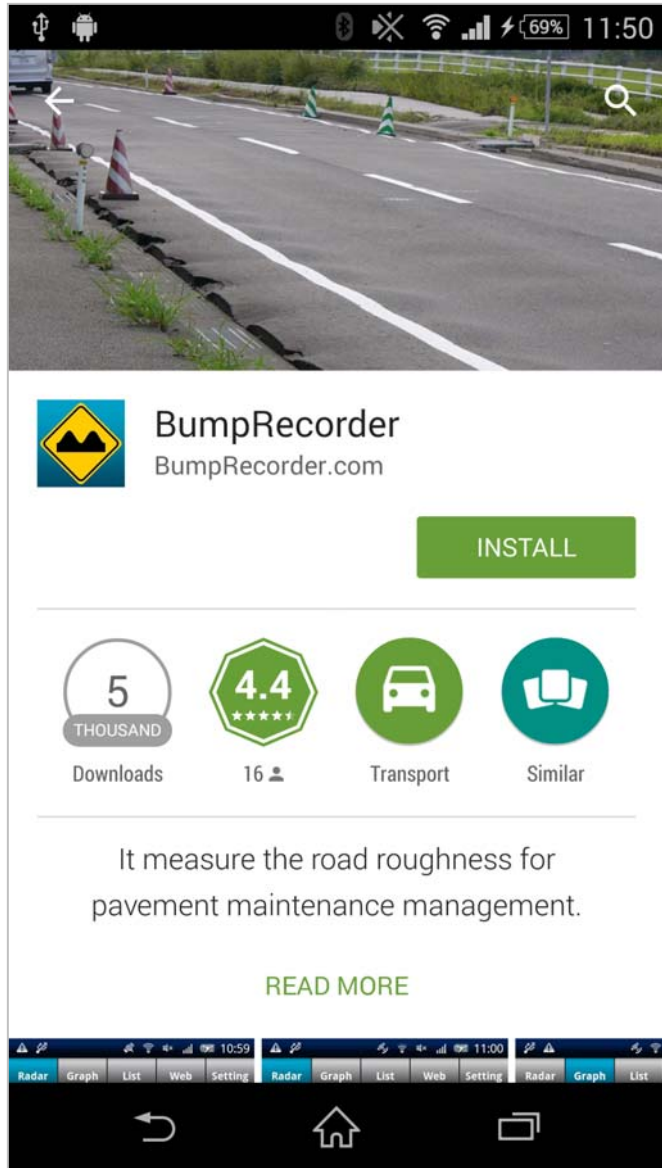 69% 11:50
BumpRecorder
BumpRecorder.com
INSTALL
5
THOUSAND
Downloads
4.4
16
Transport
Similar
It measure the road roughness for
pavement maintenance management.
READ MORE
10:59
Radar Graph List Web Setting
11:00
Radar Graph List Web Setting
Radar Graph List